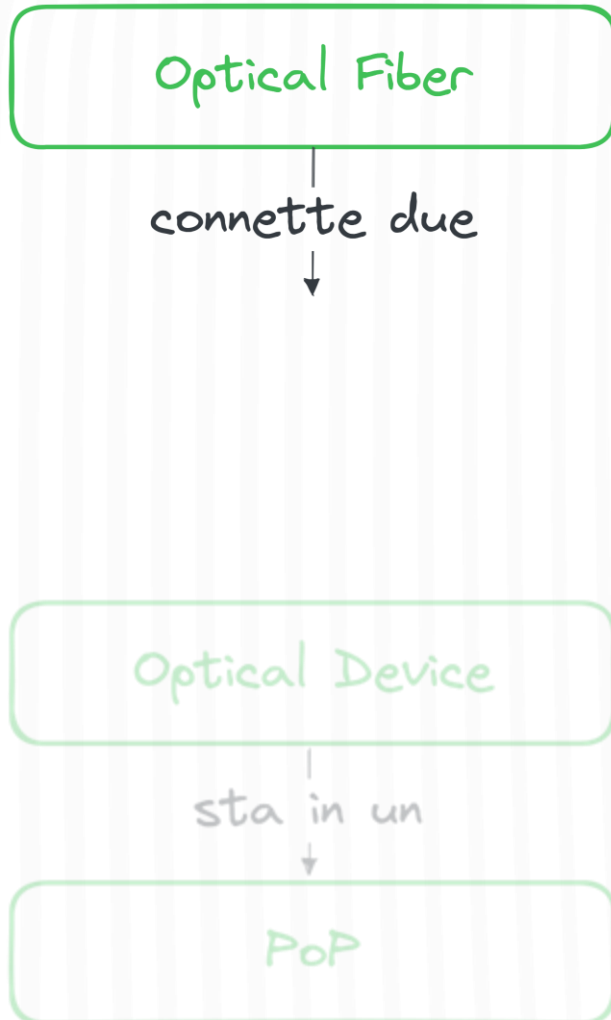 Optical Fiber
connette due
Optical Device
sta in un
PoP